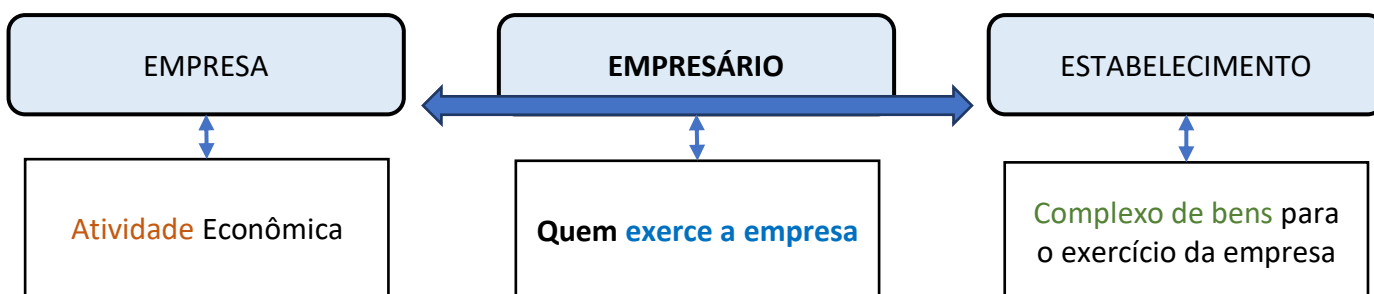 EMPRESA
EMPRESÁRIO
ESTABELECIMENTO
Atividade Econômica
Quem exerce a empresa
Complexo de bens para
o exercício da empresa